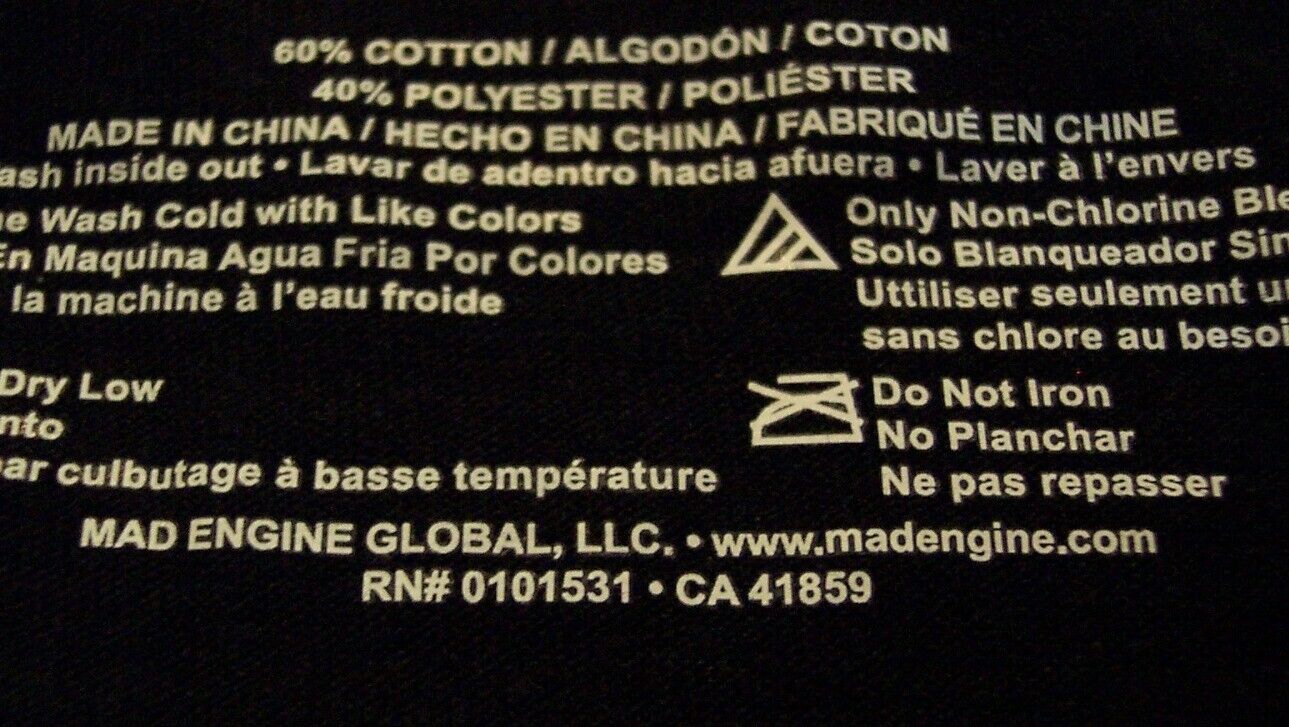 60% COTTON / ALGODÓN / COTON
40% POLYESTER / POLIÉSTER
MADE IN CHINA / HECHO EN CHINA / FABRIQUÉ EN CHINE
ash inside out • Lavar de adentro hacia afuera • Laver à l'envers
ne Wash Cold with Like Colors
En Maquina Agua Fria Por Colores
la machine à l'eau froide
Only Non-Chlorine Ble
Solo Blanqueador Sin
Uttiliser seulement u
sans chlore au besoi
Dry Low
nto
par culbutage à basse température
Do Not Iron
No Planchar
Ne pas repasser
MAD ENGINE GLOBAL, LLC. • www.madengine.com
RN# 0101531 • CA 41859